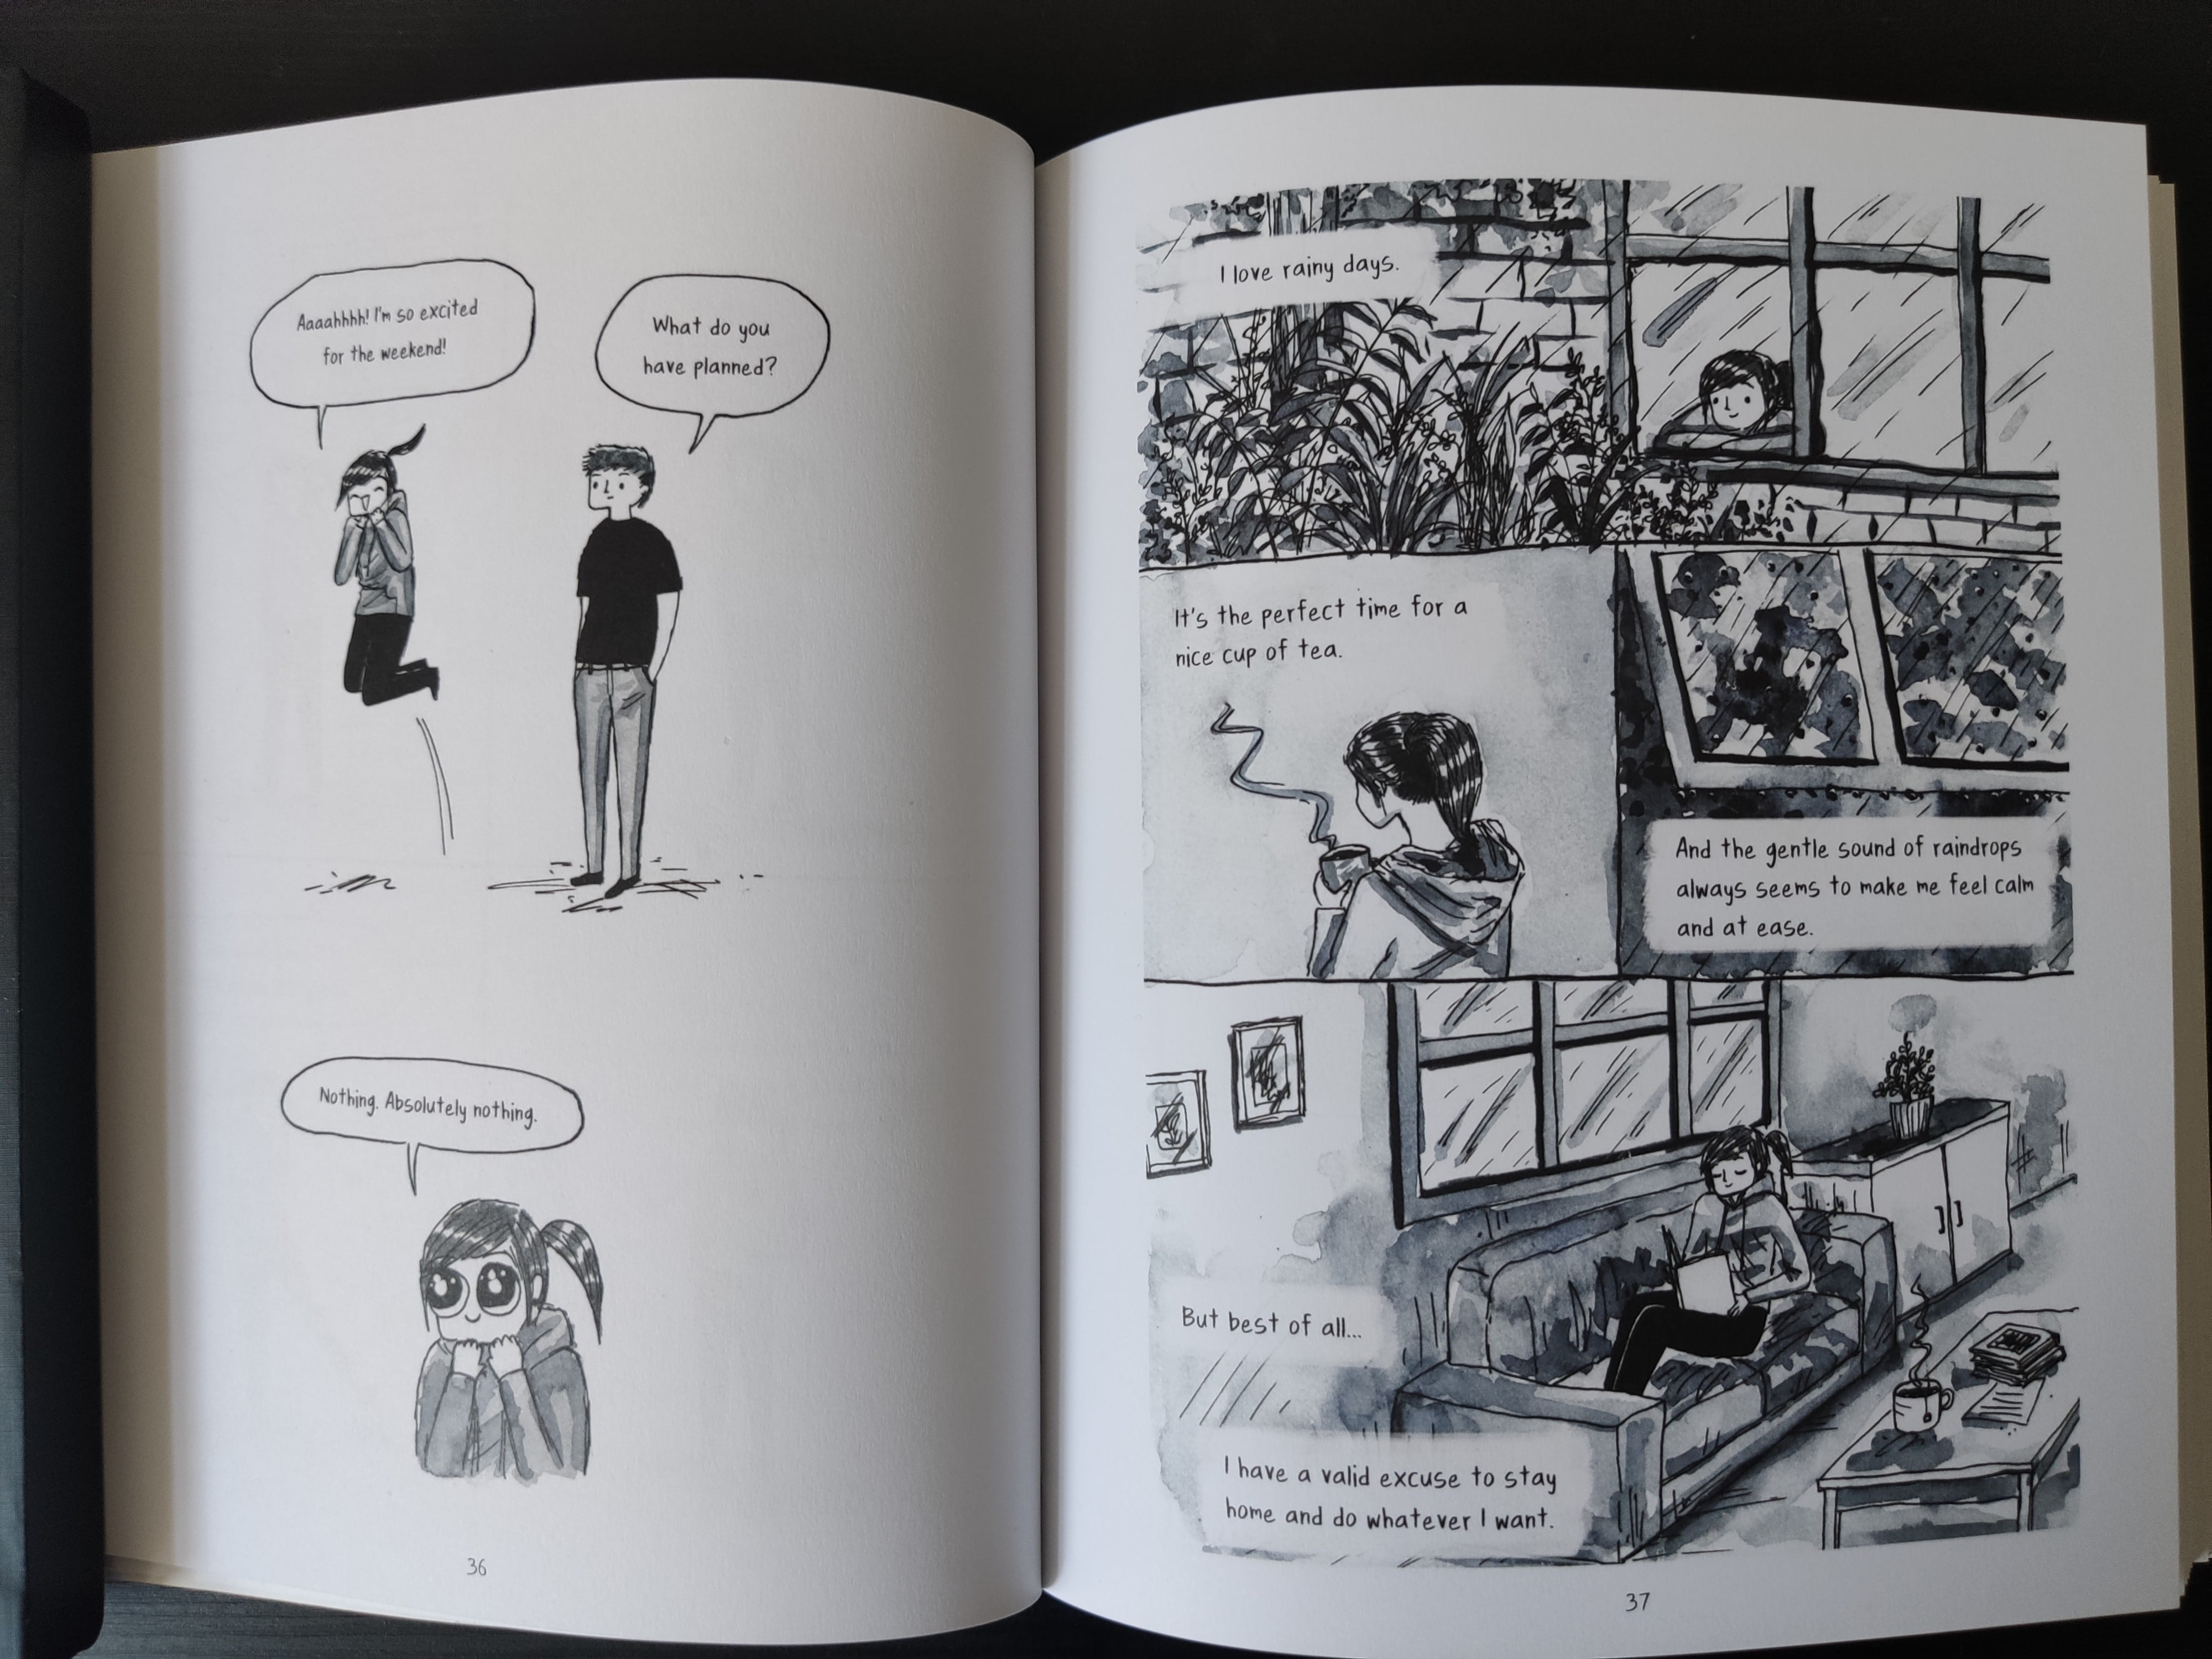 Aaaahhhh! I'm so excited
for the weekend!
What do you
have planned?
Nothing. Absolutely nothing.
36
I love rainy days.
It's the perfect time for a
nice cup of tea.
And the gentle sound of raindrops
always seems to make me feel calm
and at ease.
But best of all...
I have a valid excuse to stay
home and do whatever I want.
37